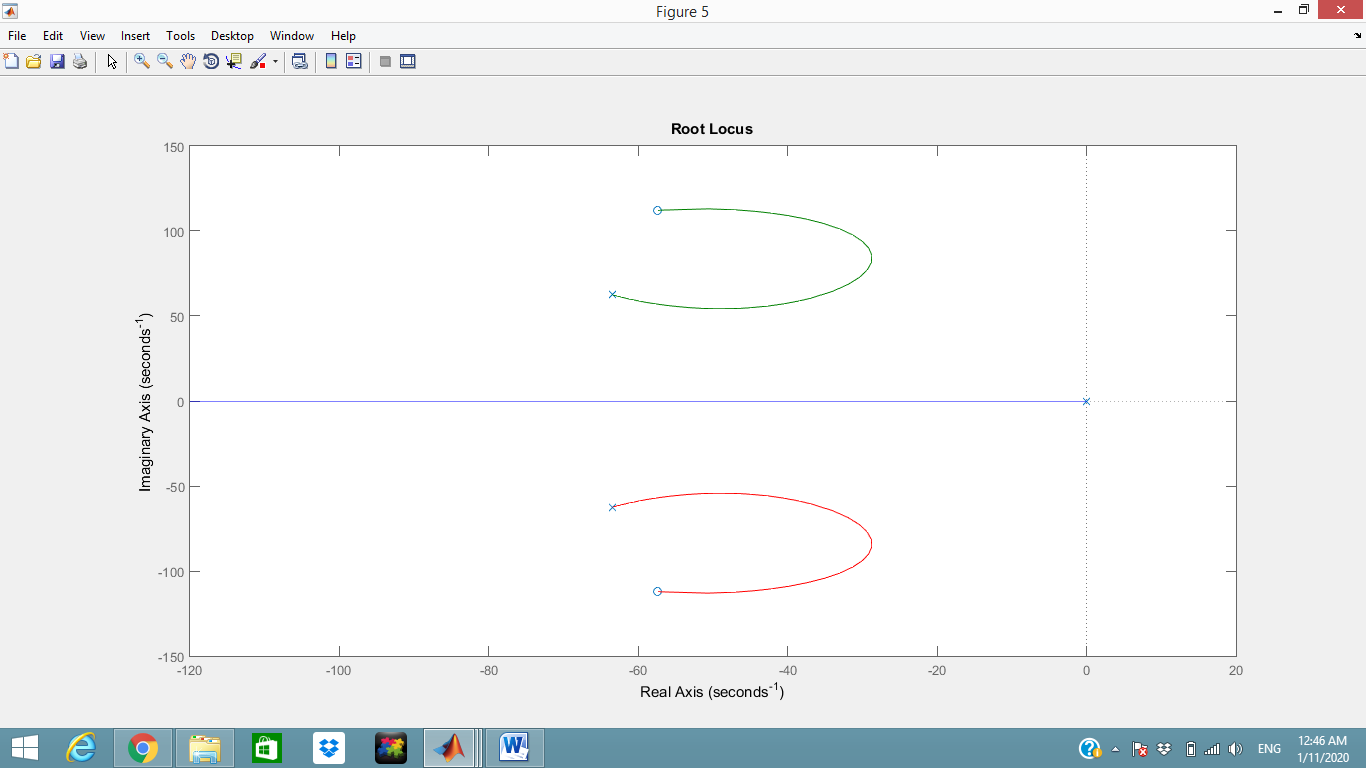 Figure 5
File Edit View Insert Tools Desktop Window Help
Root Locus
150
100
50
0
-50
-100
-150
Imaginary Axis (seconds-1)
-120 -100 -80 -60 -40 -20 0 20
Real Axis (seconds-1)
ENG
12:46 AM
1/11/2020